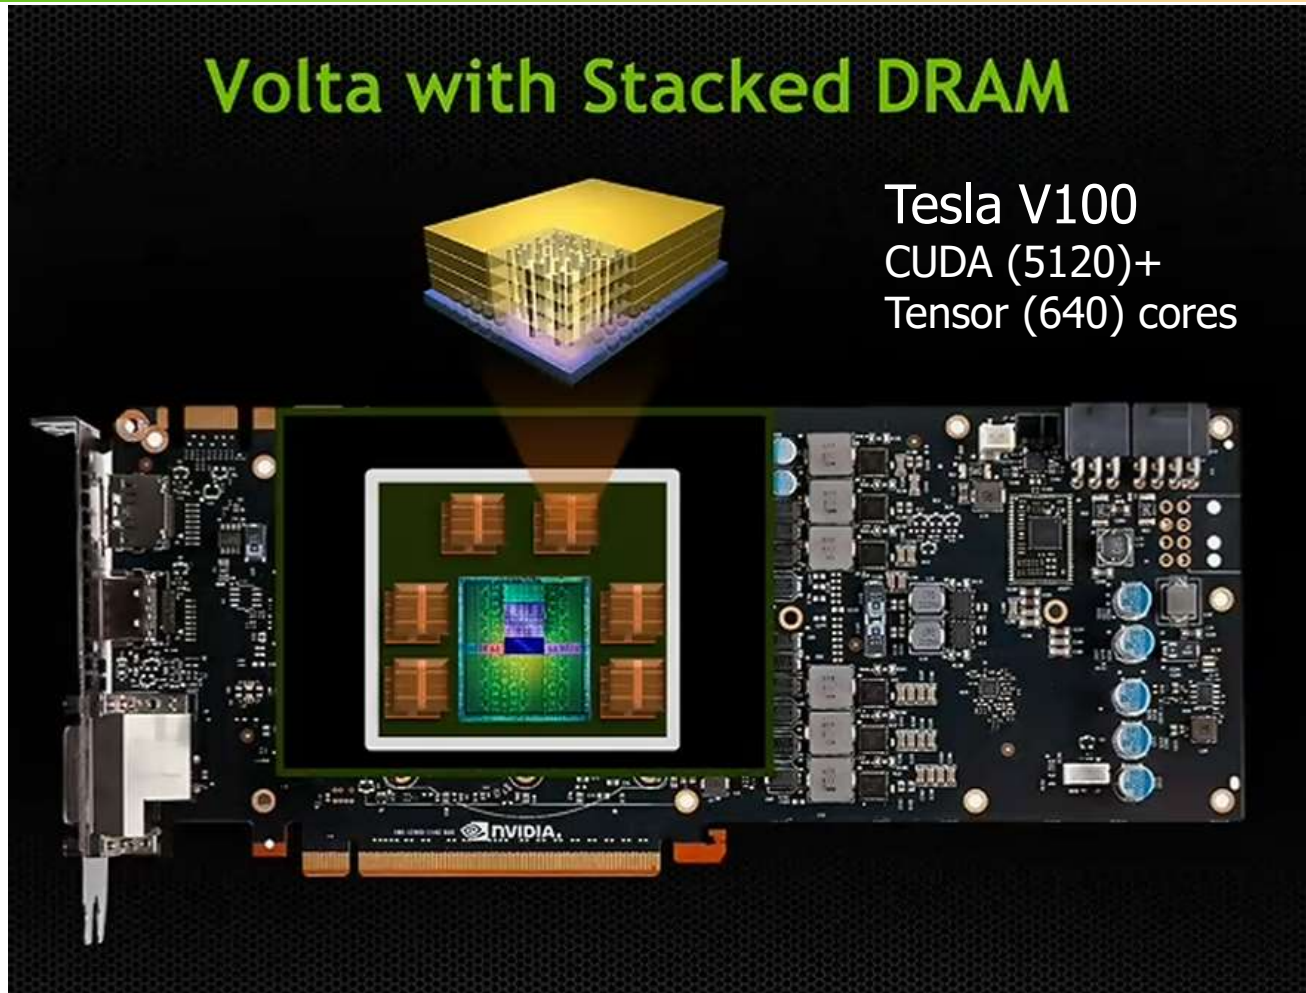 Volta with Stacked DRAM
Tesla V100
CUDA (5120)+
Tensor (640) cores
NVIDIA.